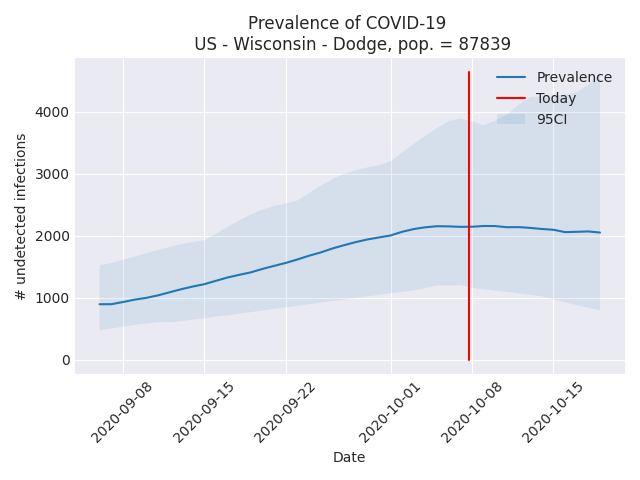 Prevalence of COVID-19
US - Wisconsin - Dodge, pop. = 87839
Prevalence
Today
95CI
# undetected infections
4000
3000
2000
1000
0
2020-09-08
2020-09-15
2020-09-22
2020-10-01
2020-10-08
2020-10-15
Date